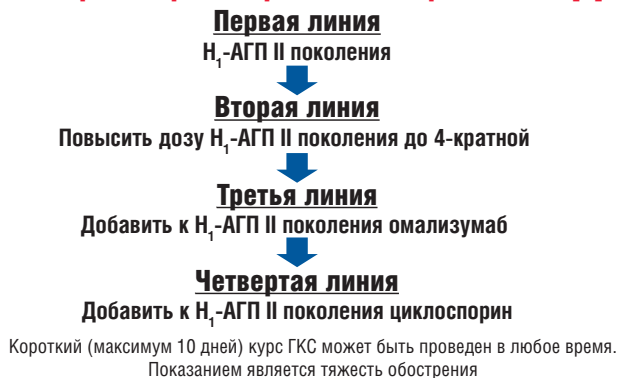 Первая линия
H₁-АГП II поколения
Вторая линия
Повысить дозу H₁-АГП II поколения до 4-кратной
Третья линия
Добавить к H₁-АГП II поколения омализумаб
Четвертая линия
Добавить к H₁-АГП II поколения циклоспорин
Короткий (максимум 10 дней) курс ГКС может быть проведен в любое время.
Показанием является тяжесть обострения